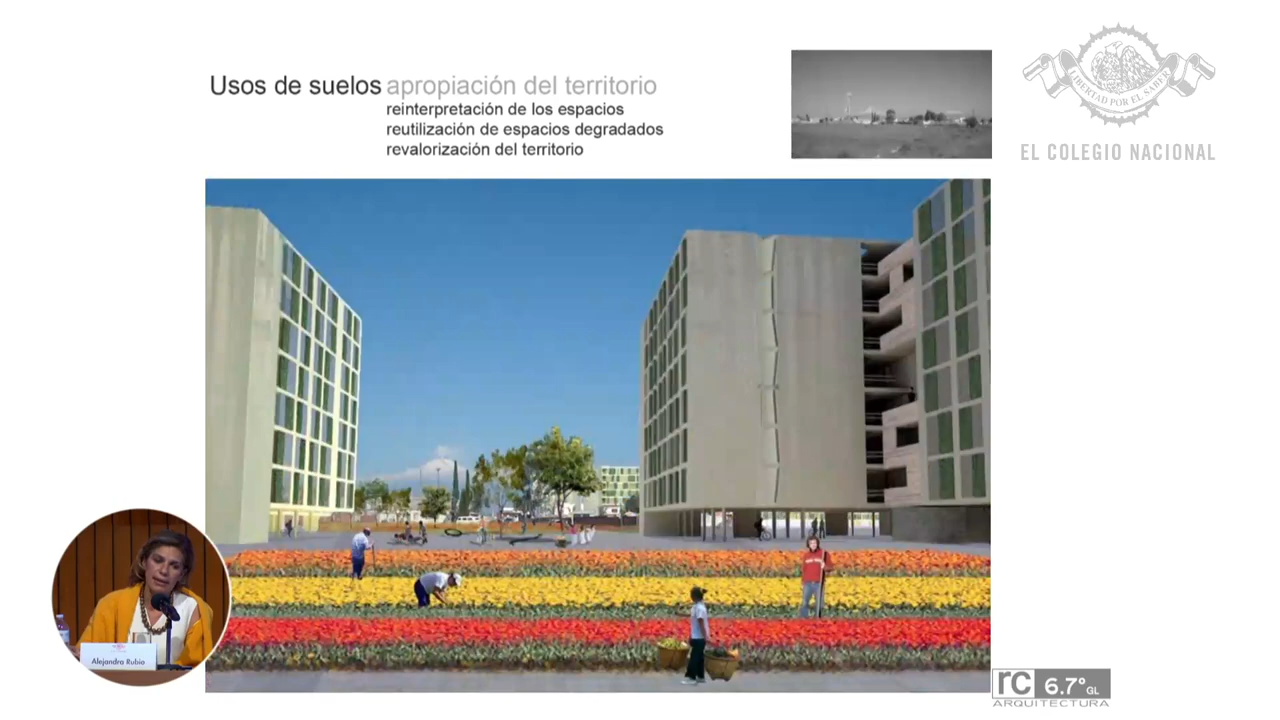 Usos de suelos apropiación del territorio
reinterpretación de los espacios
reutilización de espacios degradados
revalorización del territorio
LIBERTAD POR EL SABER
EL COLEGIO NACIONAL
Alejandra Rubio
rc 6.7° GL
ARQUITECTURA